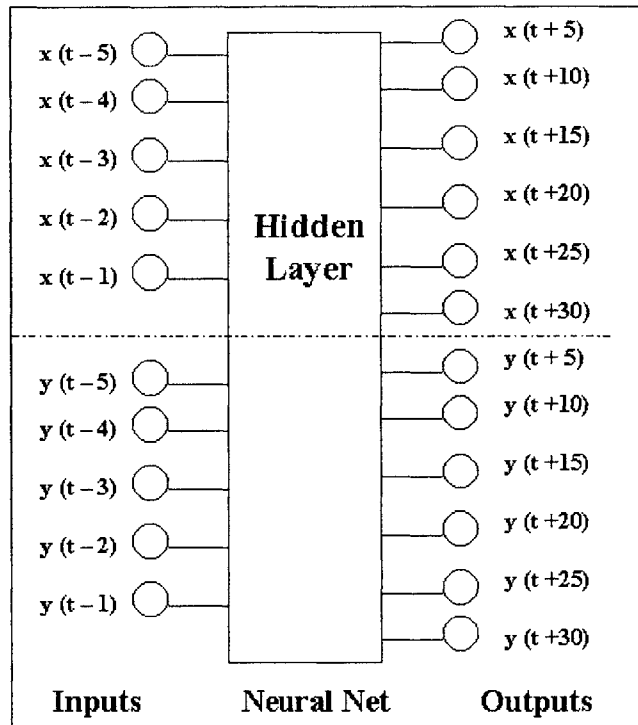 x (t – 5)
x (t – 4)
x (t – 3)
x (t – 2)
x (t – 1)
y (t – 5)
y (t – 4)
y (t – 3)
y (t – 2)
y (t – 1)
Hidden
Layer
x (t + 5)
x (t +10)
x (t +15)
x (t +20)
x (t +25)
x (t +30)
y (t + 5)
y (t +10)
y (t +15)
y (t +20)
y (t +25)
y (t +30)
Inputs
Neural Net
Outputs